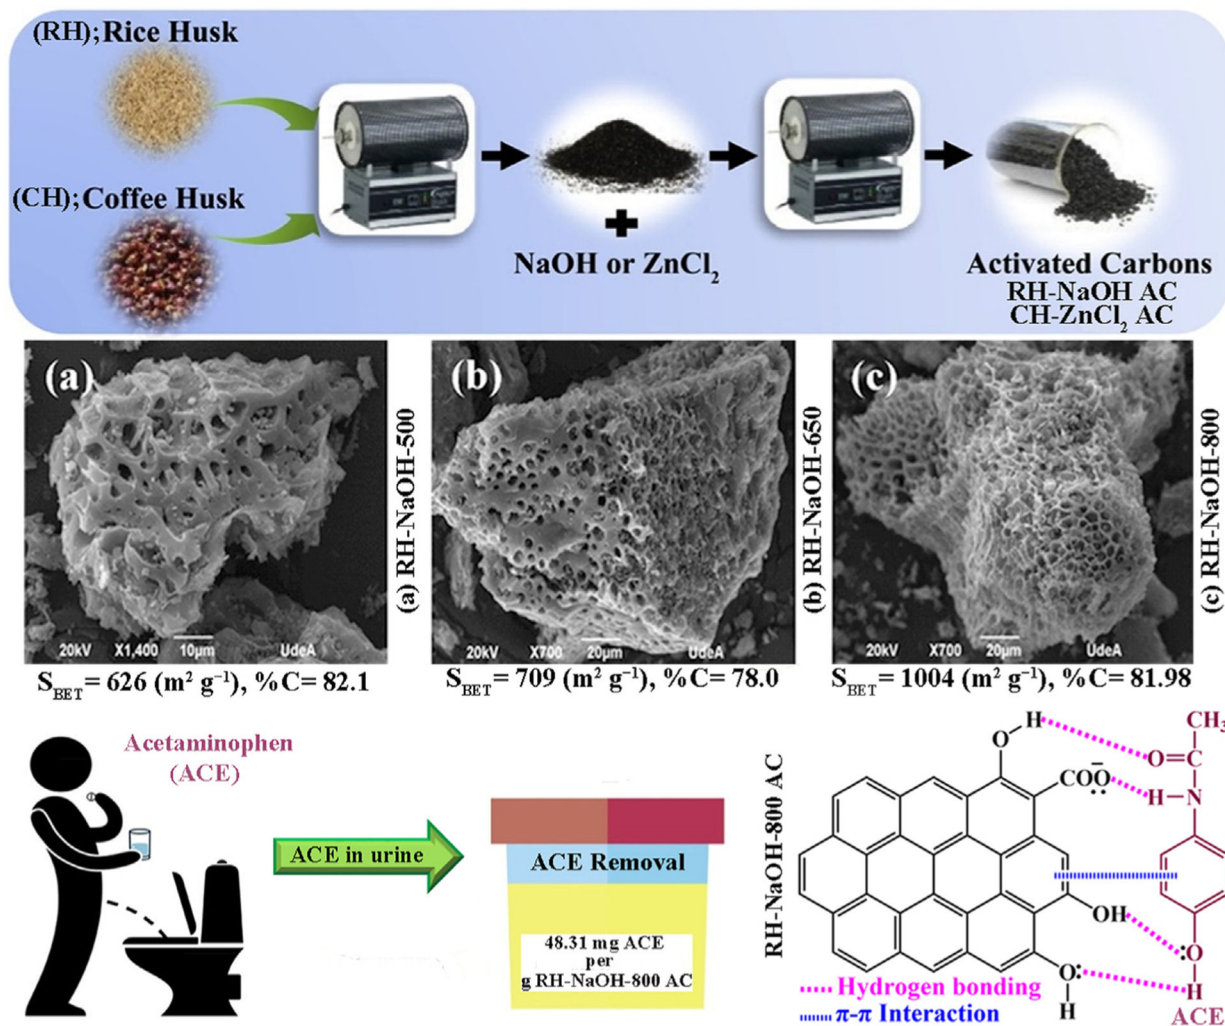 (RH);Rice Husk
(CH);Coffee Husk
NaOH or ZnCl₂
Activated Carbons
RH-NaOH AC
CH-ZnCl₂ AC
(a)
20kV X1,400 10µm UdeA
(a) RH-NaOH-500
(b)
20kV X700 20µm UdeA
(b) RH-NaOH-650
(c)
20kV X700 20µm UdeA
(c) RH-NaOH-800
S_BET= 626 (m² g⁻¹), %C= 82.1
S_BET= 709 (m² g⁻¹), %C= 78.0
S_BET= 1004 (m² g⁻¹), %C= 81.98
Acetaminophen
(ACE)
ACE in urine
ACE Removal
48.31 mg ACE
per
g RH-NaOH-800 AC
RH-NaOH-800 AC
H
O
COO⁻
OH
O
H
CH₃
O=C
H-N
O
H
Hydrogen bonding
π-π Interaction
ACE